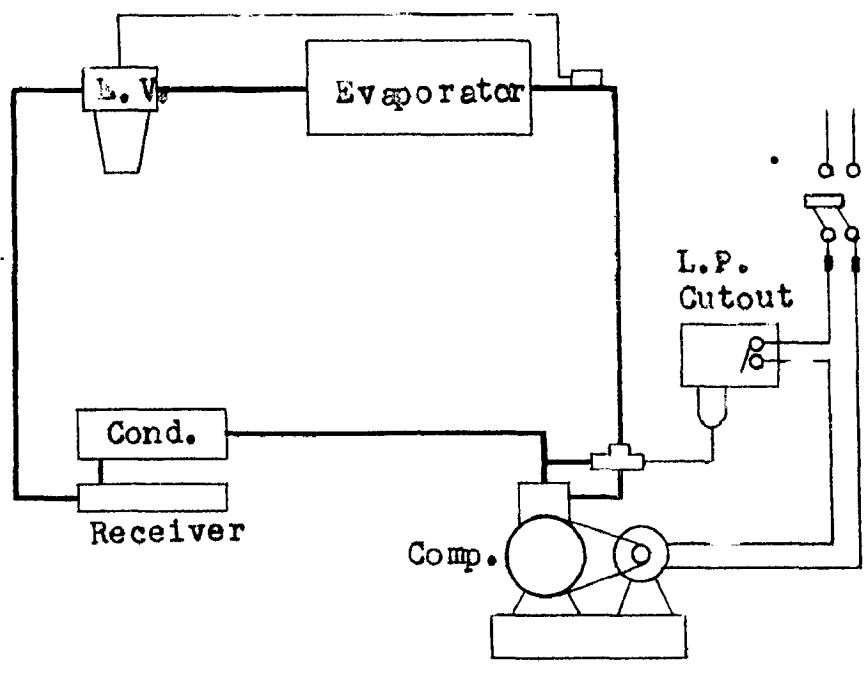 E.V.
Evaporator
L.P.
Cutout
Cond.
Receiver
Comp.